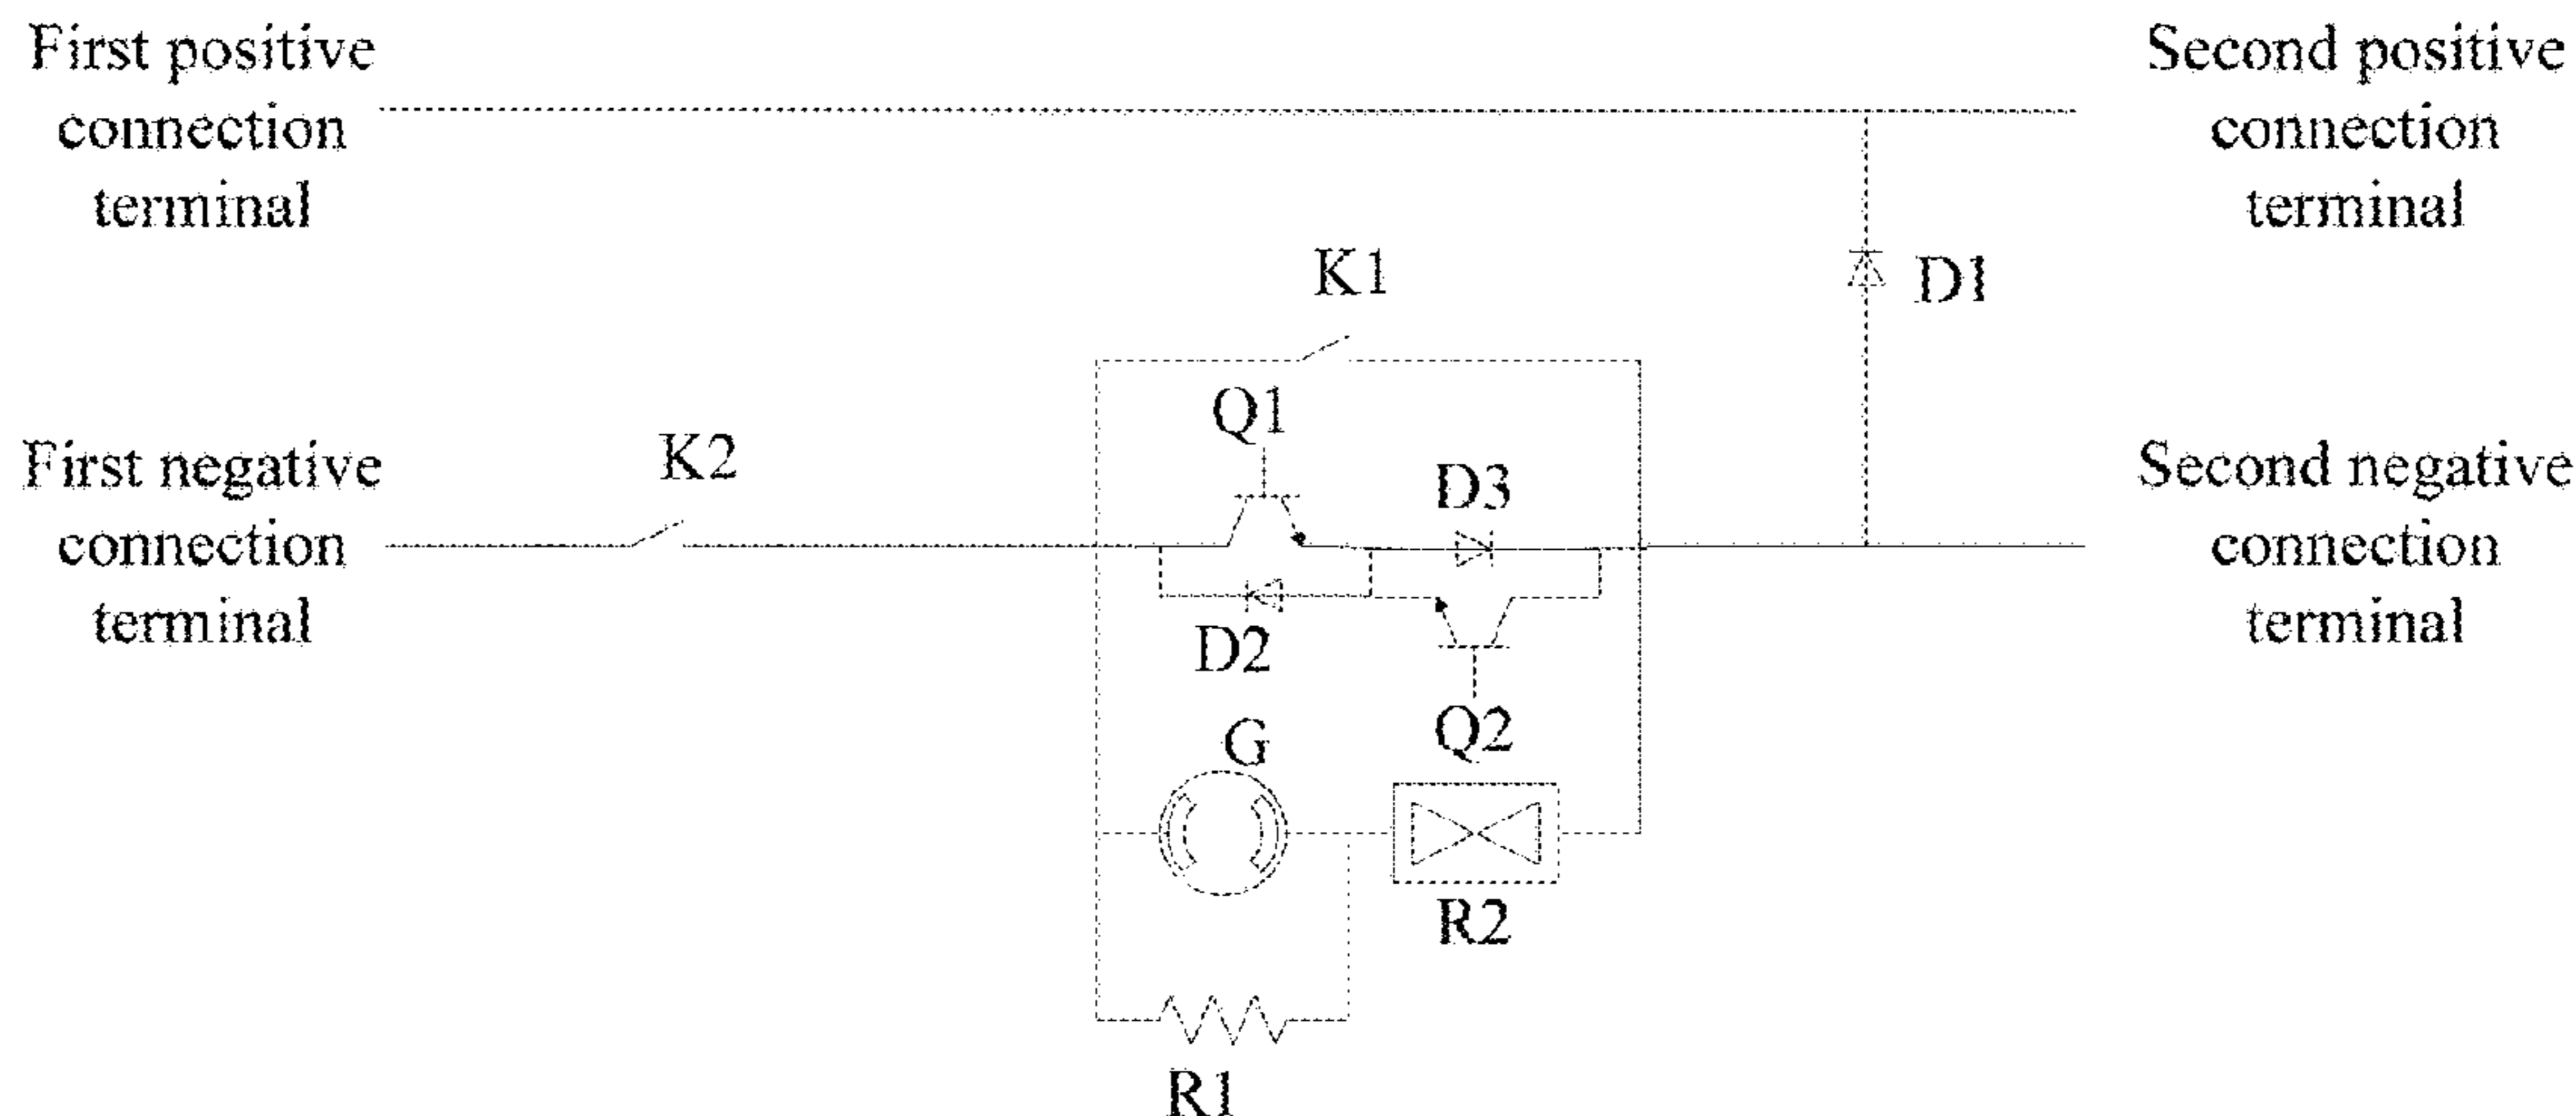 First positive
connection
terminal
Second positive
connection
terminal
K1
D1
Q1
First negative
connection
terminal
K2
D3
Second negative
connection
terminal
D2
Q2
G
R2
R1